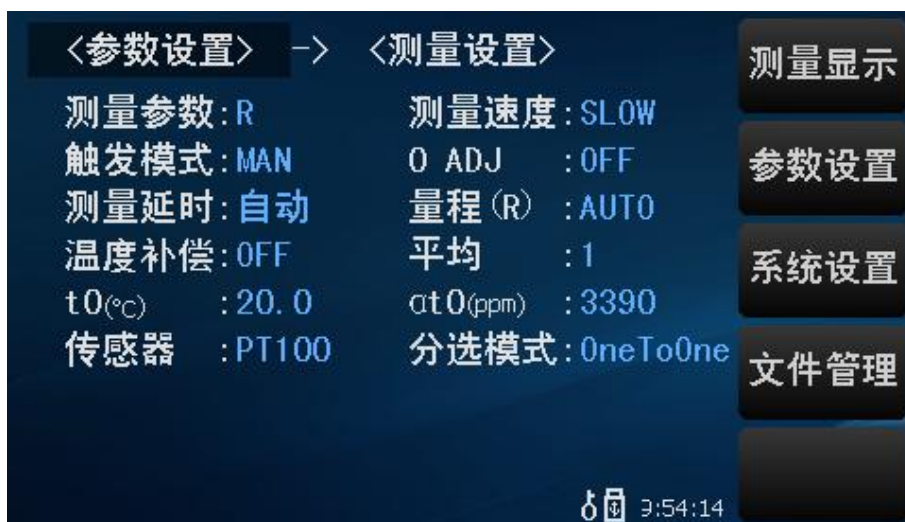 <参数设置> -> <测量设置>
测量参数:R 测量速度:SLOW
触发模式:MAN 0 ADJ :OFF
测量延时:自动 量程(R) :AUTO
温度补偿:OFF 平均 :1
t0(℃) :20.0 αt0(ppm) :3390
传感器 :PT100 分选模式:OneToOne
9:54:14
测量显示
参数设置
系统设置
文件管理